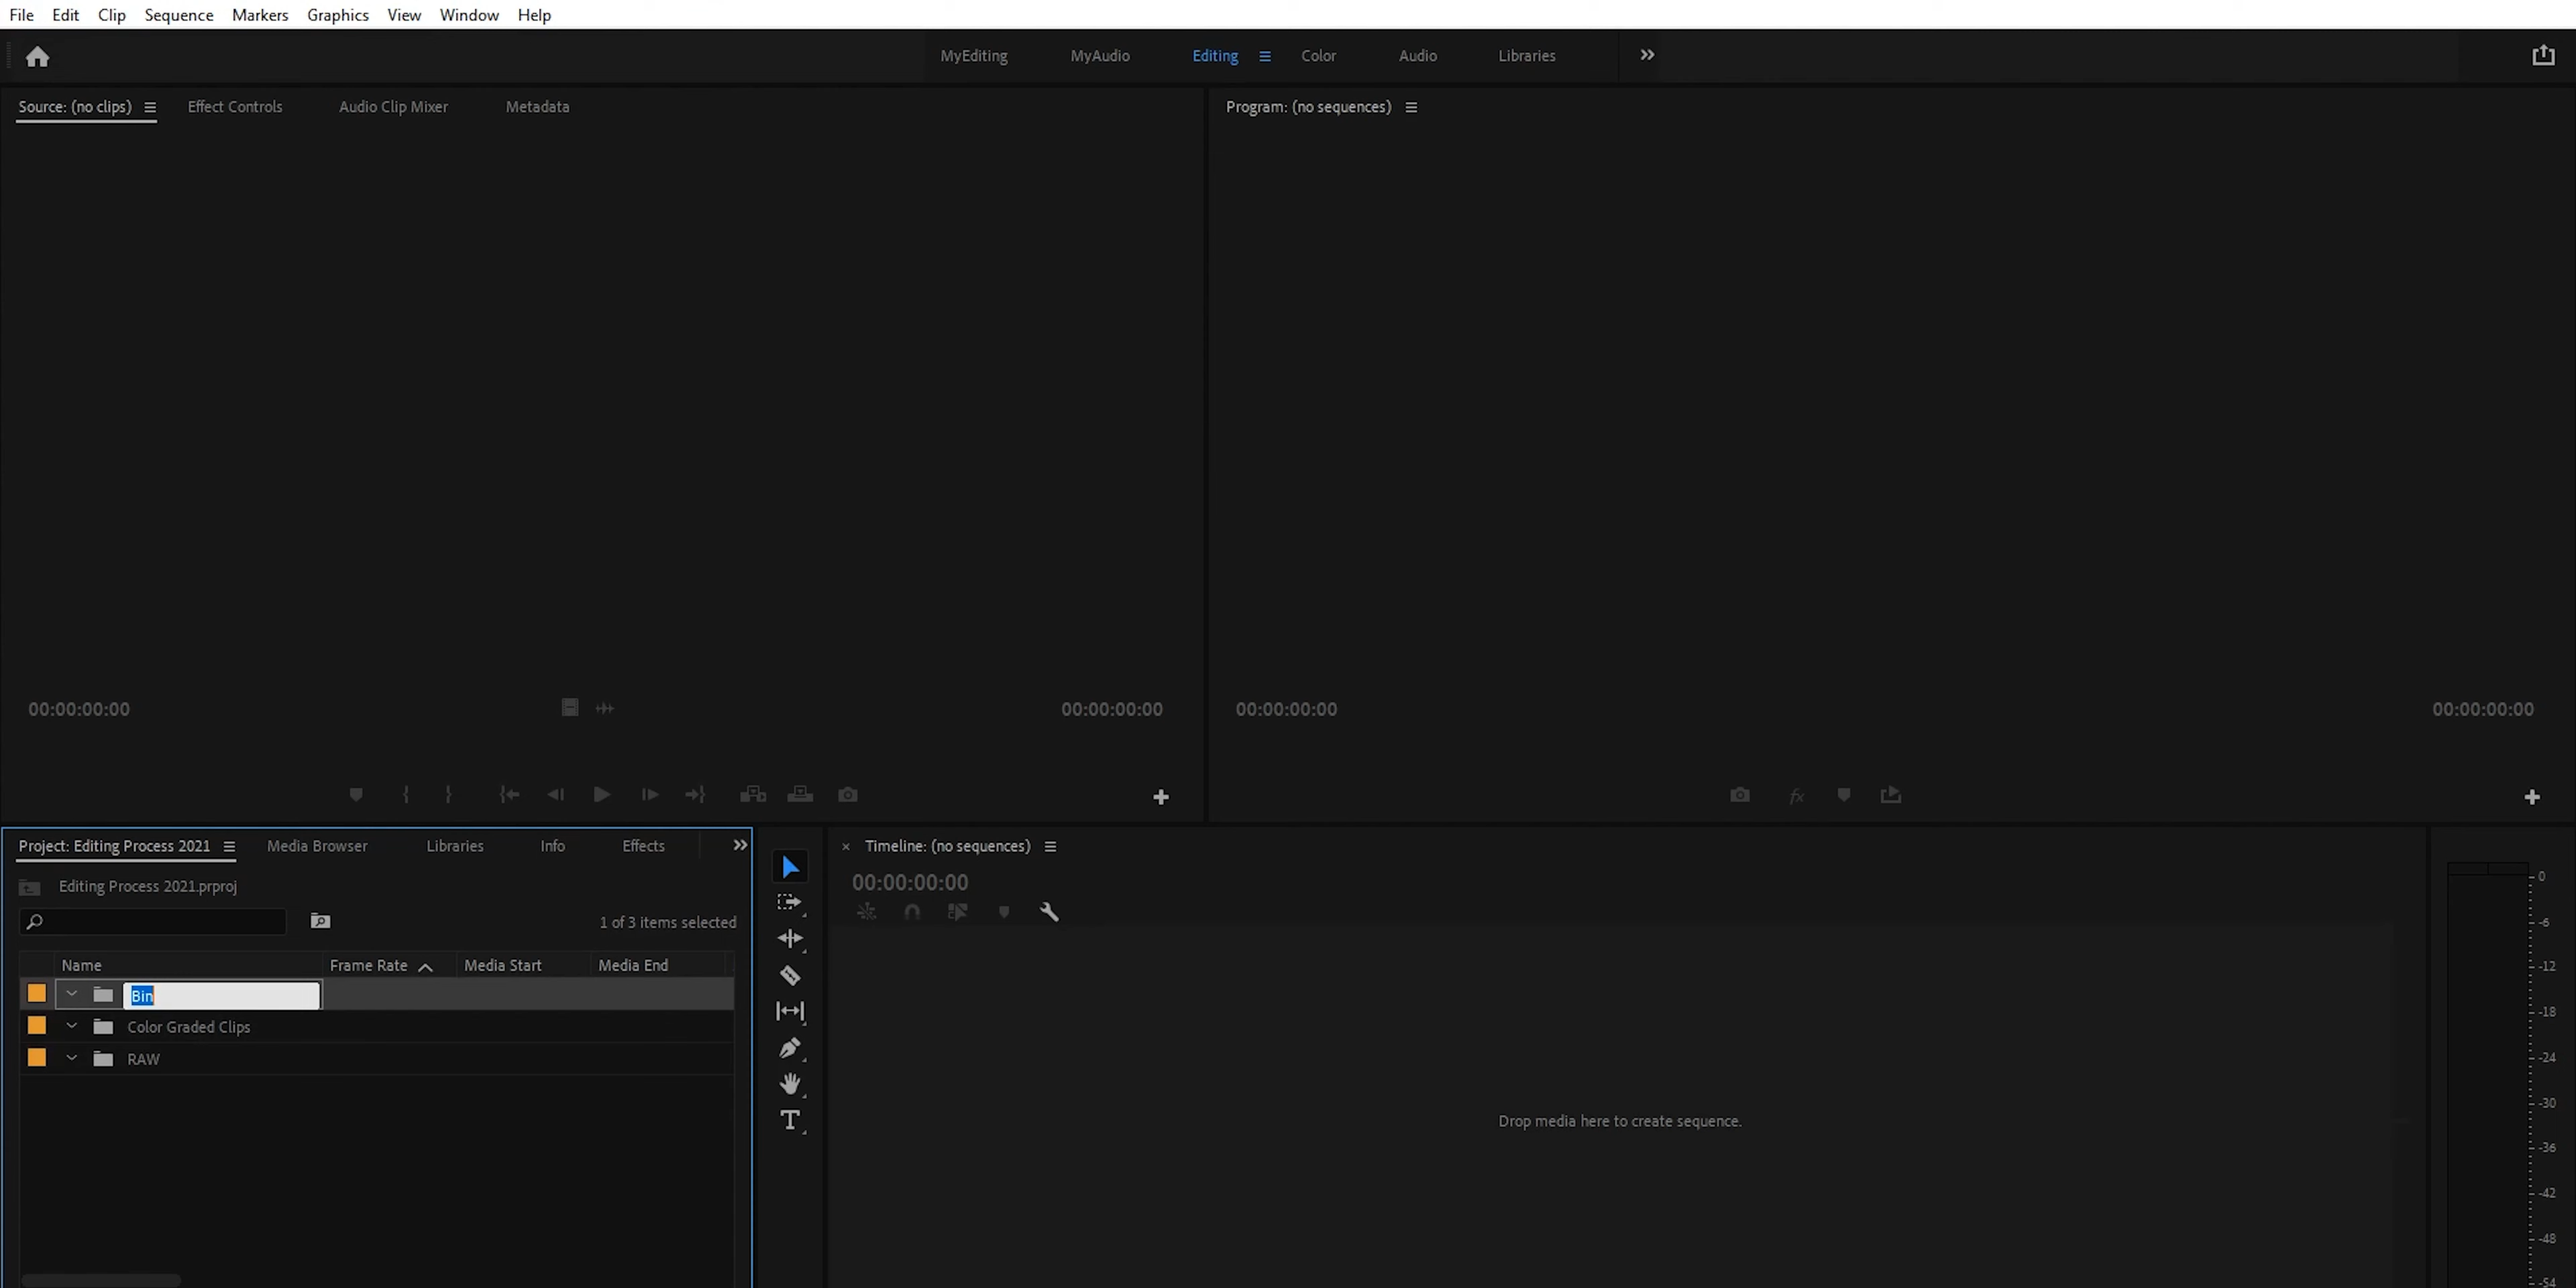 File Edit Clip Sequence Markers Graphics View Window Help
MyEditing MyAudio Editing Color Audio Libraries
Source: (no clips) Effect Controls Audio Clip Mixer Metadata
Program: (no sequences)
00:00:00:00 00:00:00:00
00:00:00:00 00:00:00:00
fx
Project: Editing Process 2021 Media Browser Libraries Info Effects
Editing Process 2021.prproj
1 of 3 items selected
Name Frame Rate Media Start Media End
Bin
Color Graded Clips
RAW
Timeline: (no sequences)
00:00:00:00
Drop media here to create sequence.
0
-6
-12
-18
-24
-30
-36
-42
-48
-54